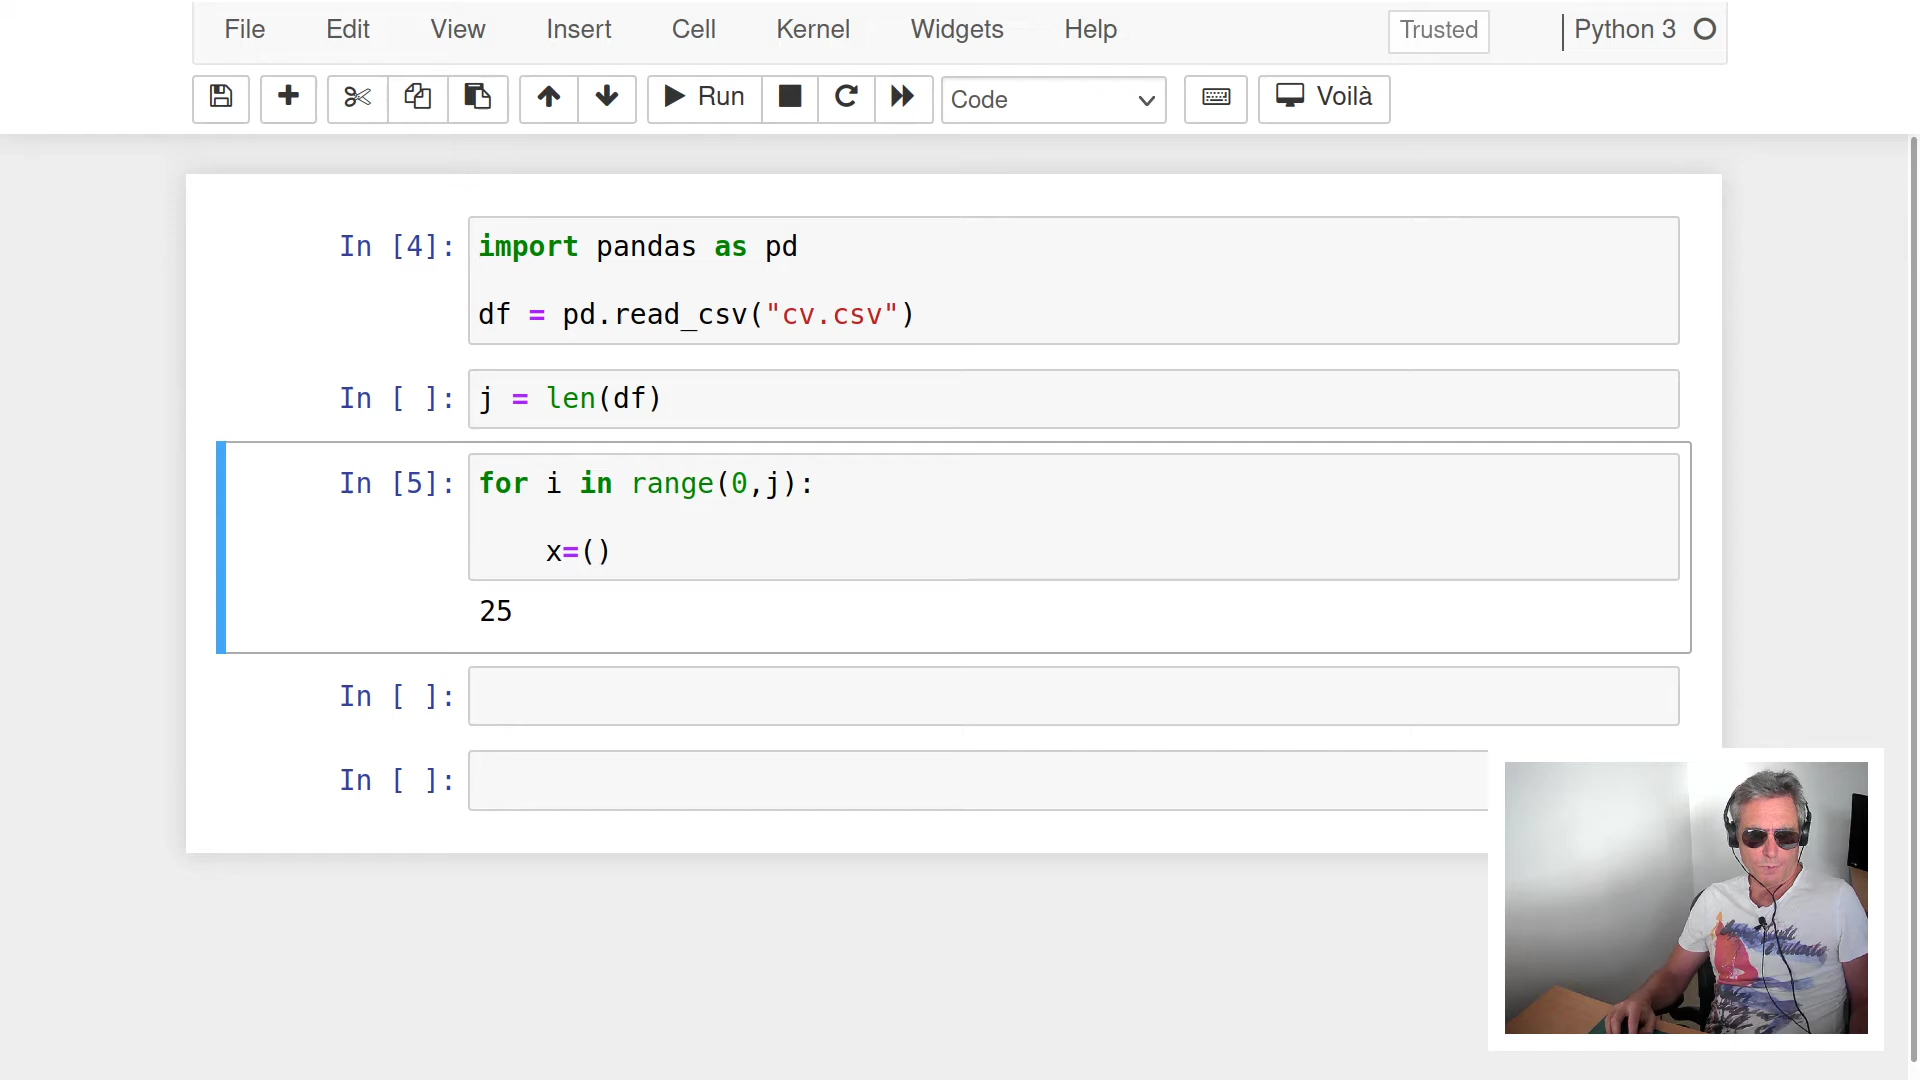 File Edit View Insert Cell Kernel Widgets Help Trusted Python 3
Run Code Voilà
In [4]: import pandas as pd
df = pd.read_csv("cv.csv")
In [ ]: j = len(df)
In [5]: for i in range(0,j):
x=()
25
In [ ]:
In [ ]: